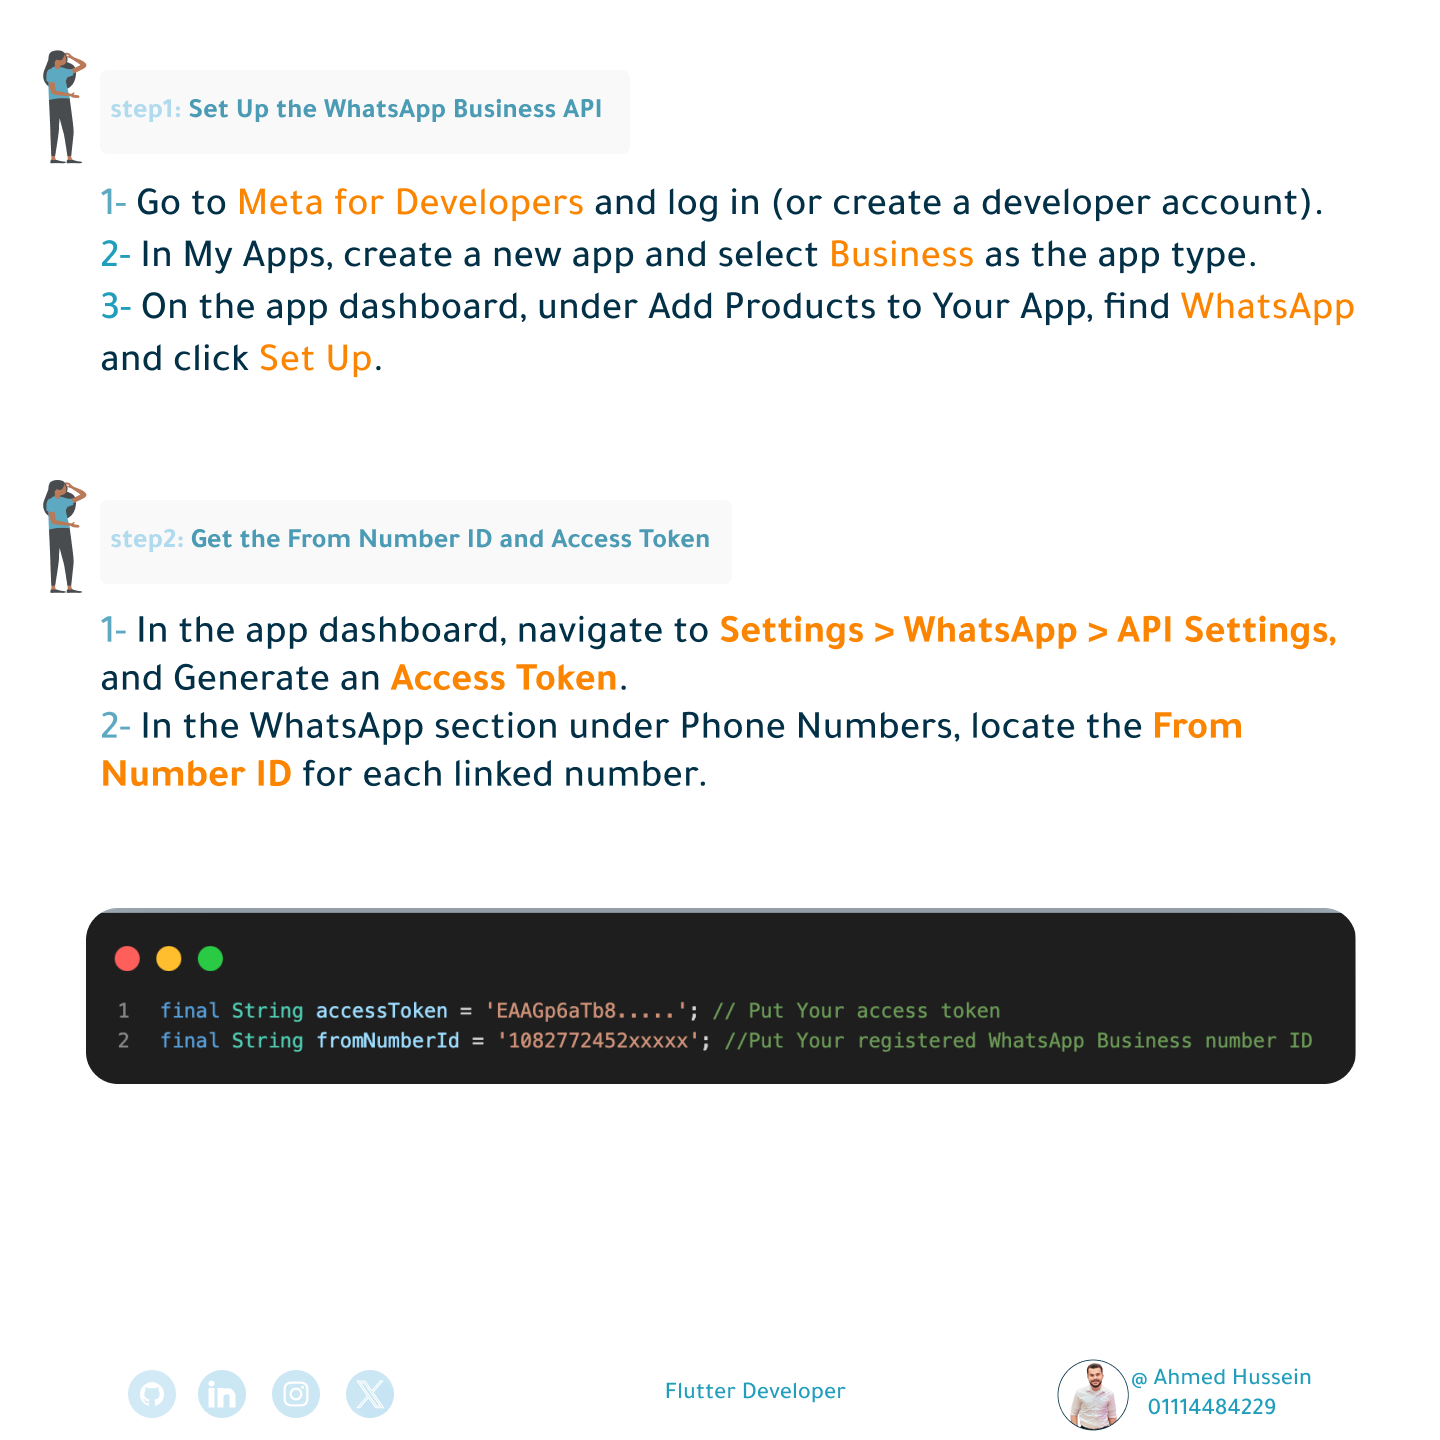 step1: Set Up the WhatsApp Business API
1- Go to Meta for Developers and log in (or create a developer account).
2- In My Apps, create a new app and select Business as the app type.
3- On the app dashboard, under Add Products to Your App, find WhatsApp
and click Set Up.
step2: Get the From Number ID and Access Token
1- In the app dashboard, navigate to Settings > WhatsApp > API Settings,
and Generate an Access Token.
2- In the WhatsApp section under Phone Numbers, locate the From
Number ID for each linked number.
1 final String accessToken = 'EAAGp6aTb8.....'; // Put Your access token
2 final String fromNumberId = '1082772452xxxxx'; //Put Your registered WhatsApp Business number ID
Flutter Developer
@ Ahmed Hussein
01114484229